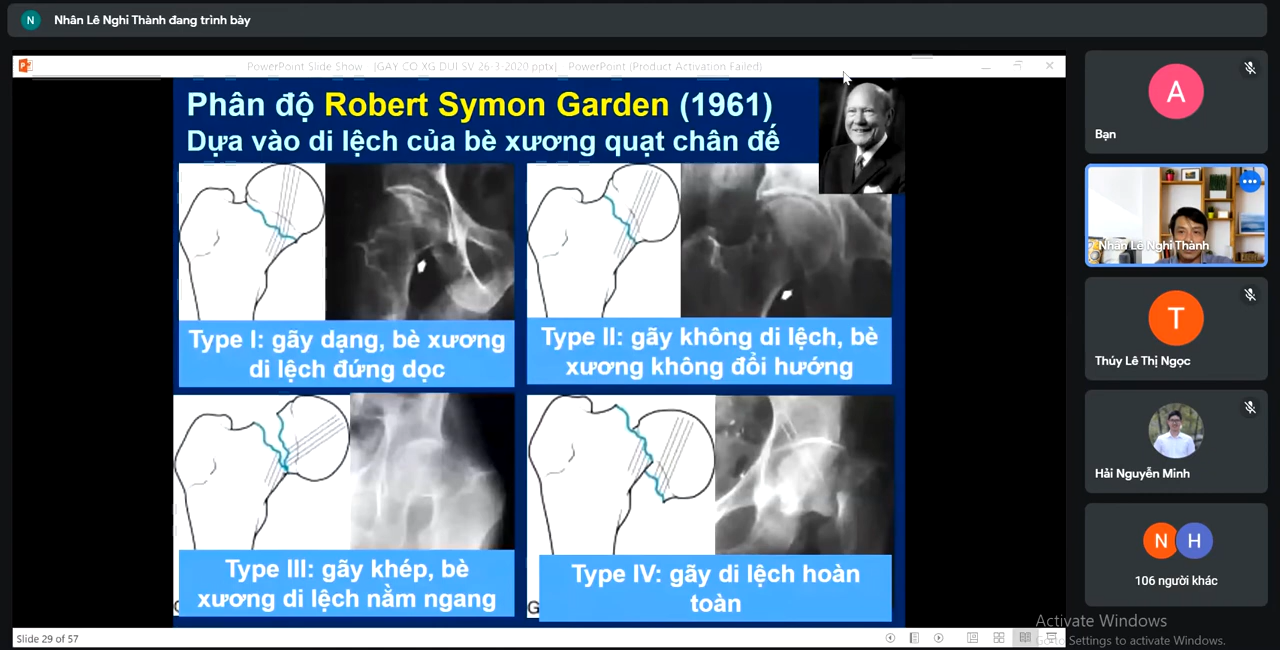 N
Nhân Lê Nghi Thành đang trình bày
PowerPoint Slide Show - [GAY CO XG DUI SV 26-3-2020.pptx] - PowerPoint (Product Activation Failed)
Phân độ Robert Symon Garden (1961)
Dựa vào di lệch của bè xương quạt chân đế
Type I: gãy dạng, bè xương
di lệch đứng dọc
Type II: gãy không di lệch, bè
xương không đổi hướng
Type III: gãy khép, bè
xương di lệch nằm ngang
G
Type IV: gãy di lệch hoàn
toàn
Slide 29 of 57
A
Bạn
Nhân Lê Nghi Thành
T
Thúy Lê Thị Ngọc
Hải Nguyễn Minh
N
H
106 người khác
Activate Windows
Go to Settings to activate Windows.